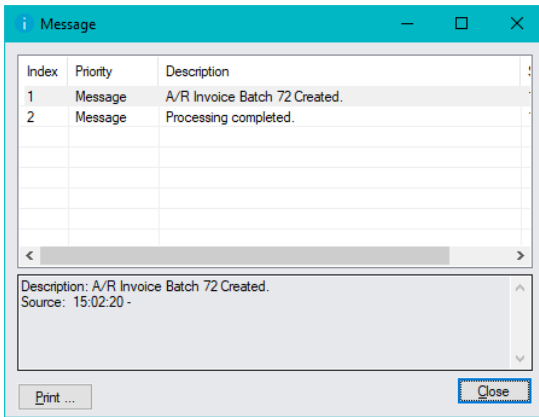 Message
Index Priority Description
1 Message A/R Invoice Batch 72 Created.
2 Message Processing completed.
Description: A/R Invoice Batch 72 Created.
Source: 15:02:20 -
Print ...
Close